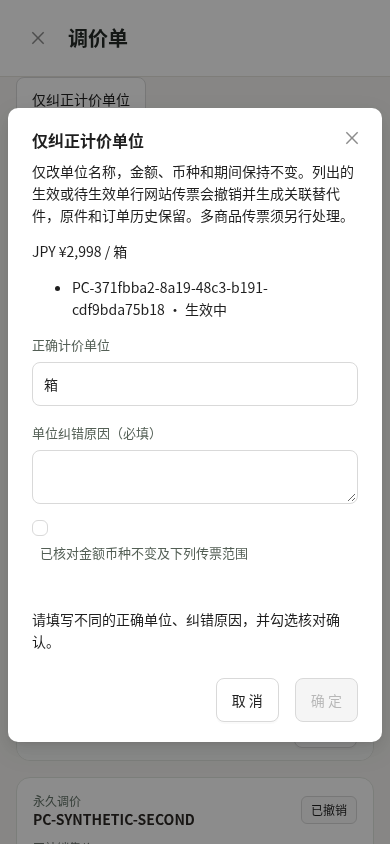 调价单
仅纠正计价单位
仅纠正计价单位
仅改单位名称，金额、币种和期间保持不变。列出的
生效或待生效单行网站传票会撤销并生成关联替代
件，原件和订单历史保留。多商品传票须另行处理。
JPY ¥2,998 / 箱
• PC-371fbba2-8a19-48c3-b191-
cdf9bda75b18 · 生效中
正确计价单位
箱
单位纠错原因（必填）
已核对金额币种不变及下列传票范围
请填写不同的正确单位、纠错原因，并勾选核对确
认。
取 消
确 定
永久调价
PC-SYNTHETIC-SECOND
已撤销